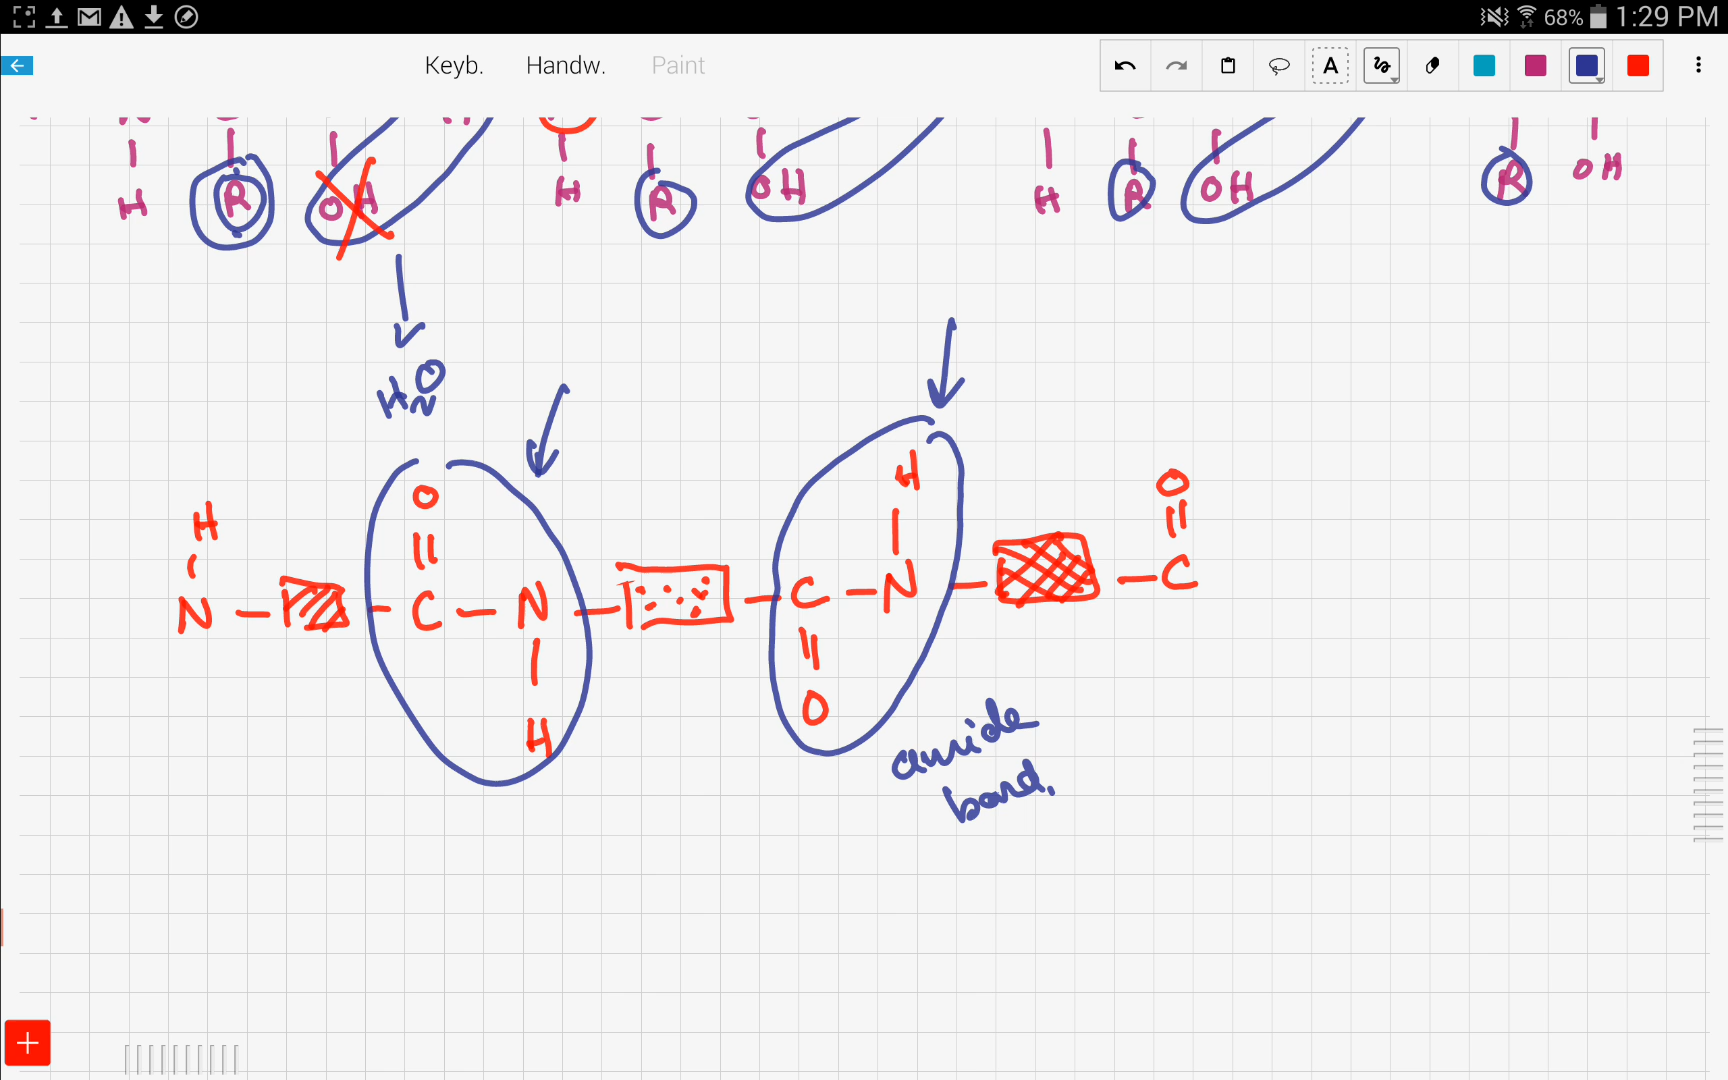 68% 1:29 PM
Keyb. Handw. Paint A
H R OH H R OH H R OH R OH
H2O
H O H O
N C N C N C
H O
amide
bond.